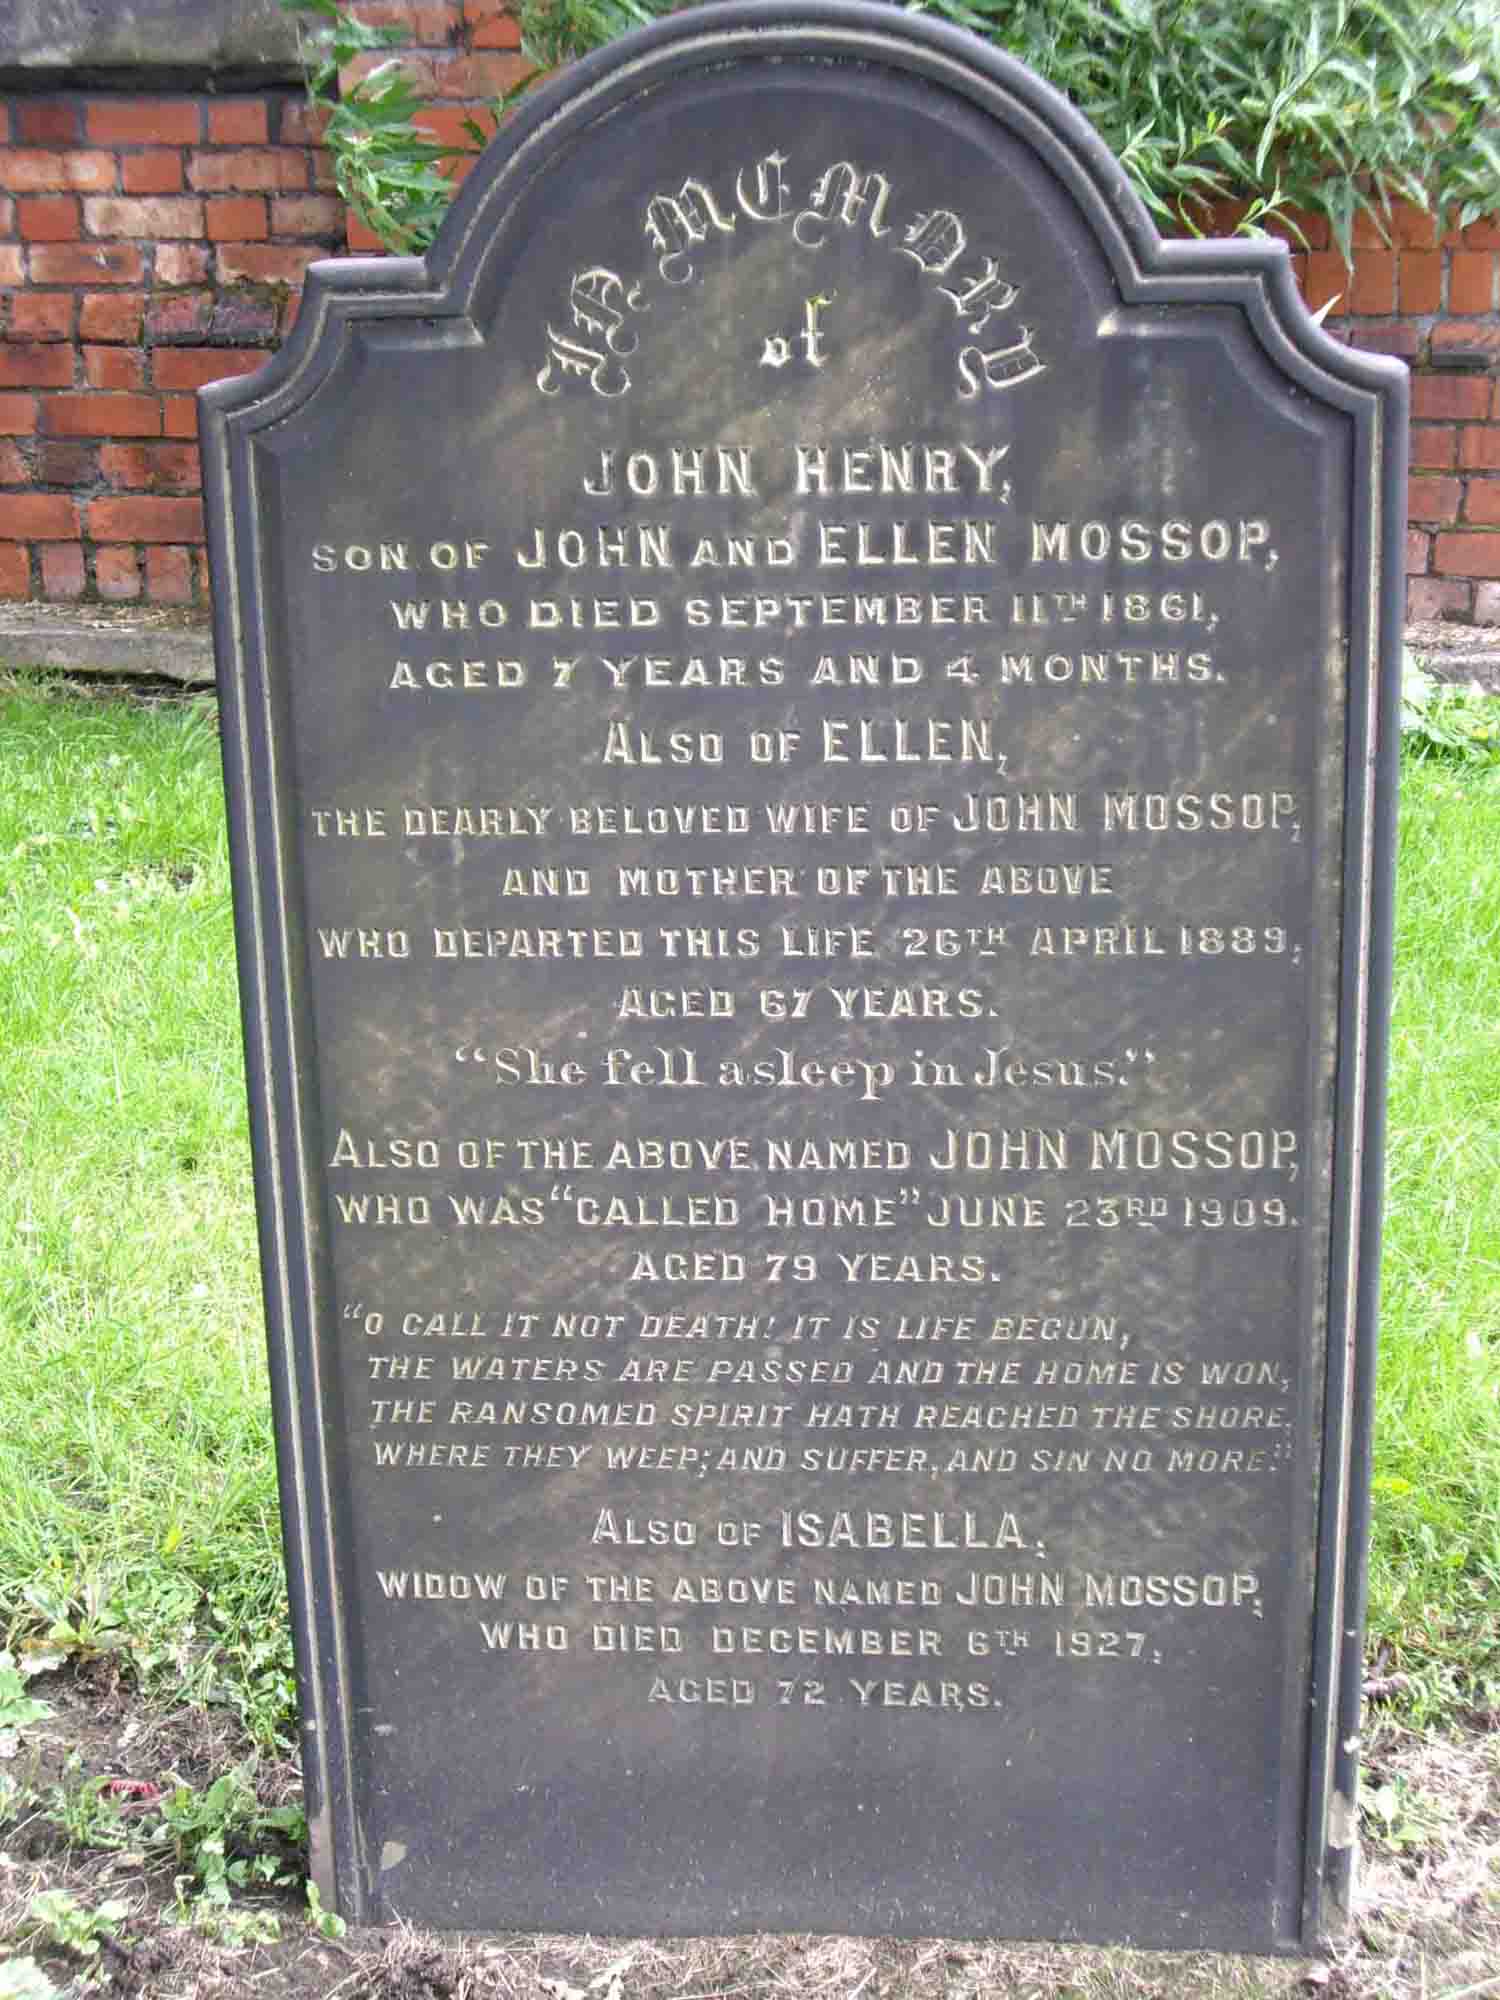 IN MEMORY
of
JOHN HENRY,
SON OF JOHN AND ELLEN MOSSOP,
WHO DIED SEPTEMBER 11TH 1861,
AGED 7 YEARS AND 4 MONTHS.
ALSO OF ELLEN,
THE DEARLY BELOVED WIFE OF JOHN MOSSOP,
AND MOTHER OF THE ABOVE
WHO DEPARTED THIS LIFE 26TH APRIL 1889,
AGED 67 YEARS.
"She fell asleep in Jesus."
ALSO OF THE ABOVE NAMED JOHN MOSSOP,
WHO WAS "CALLED HOME" JUNE 23RD 1909.
AGED 79 YEARS.
"O CALL IT NOT DEATH! IT IS LIFE BEGUN,
THE WATERS ARE PASSED AND THE HOME IS WON,
THE RANSOMED SPIRIT HATH REACHED THE SHORE,
WHERE THEY WEEP; AND SUFFER, AND SIN NO MORE."
ALSO OF ISABELLA,
WIDOW OF THE ABOVE NAMED JOHN MOSSOP,
WHO DIED DECEMBER 6TH 1927,
AGED 72 YEARS.